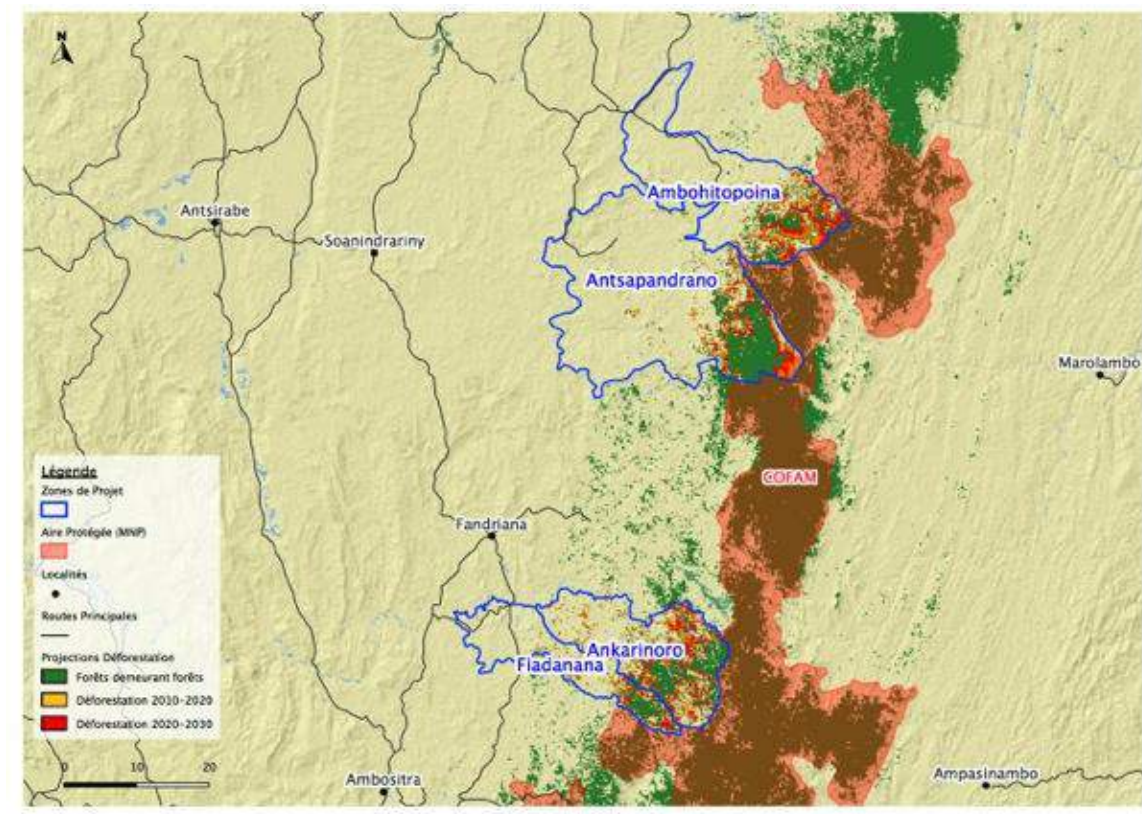 N
Ambohitopoina
Antsirabe
Soanindrariny
Antsapandrano
Marolambo
COFAM
Fandriana
Ankarinoro
Fiadanana
Ambositra
Ampasinambo
Légende
Zones de Projet
Aire Protégée (MNP)
Localités
Routes Principales
Projections Déforestation
Forêts demeurant forêts
Déforestation 2010-2020
Déforestation 2020-2030
0 10 20